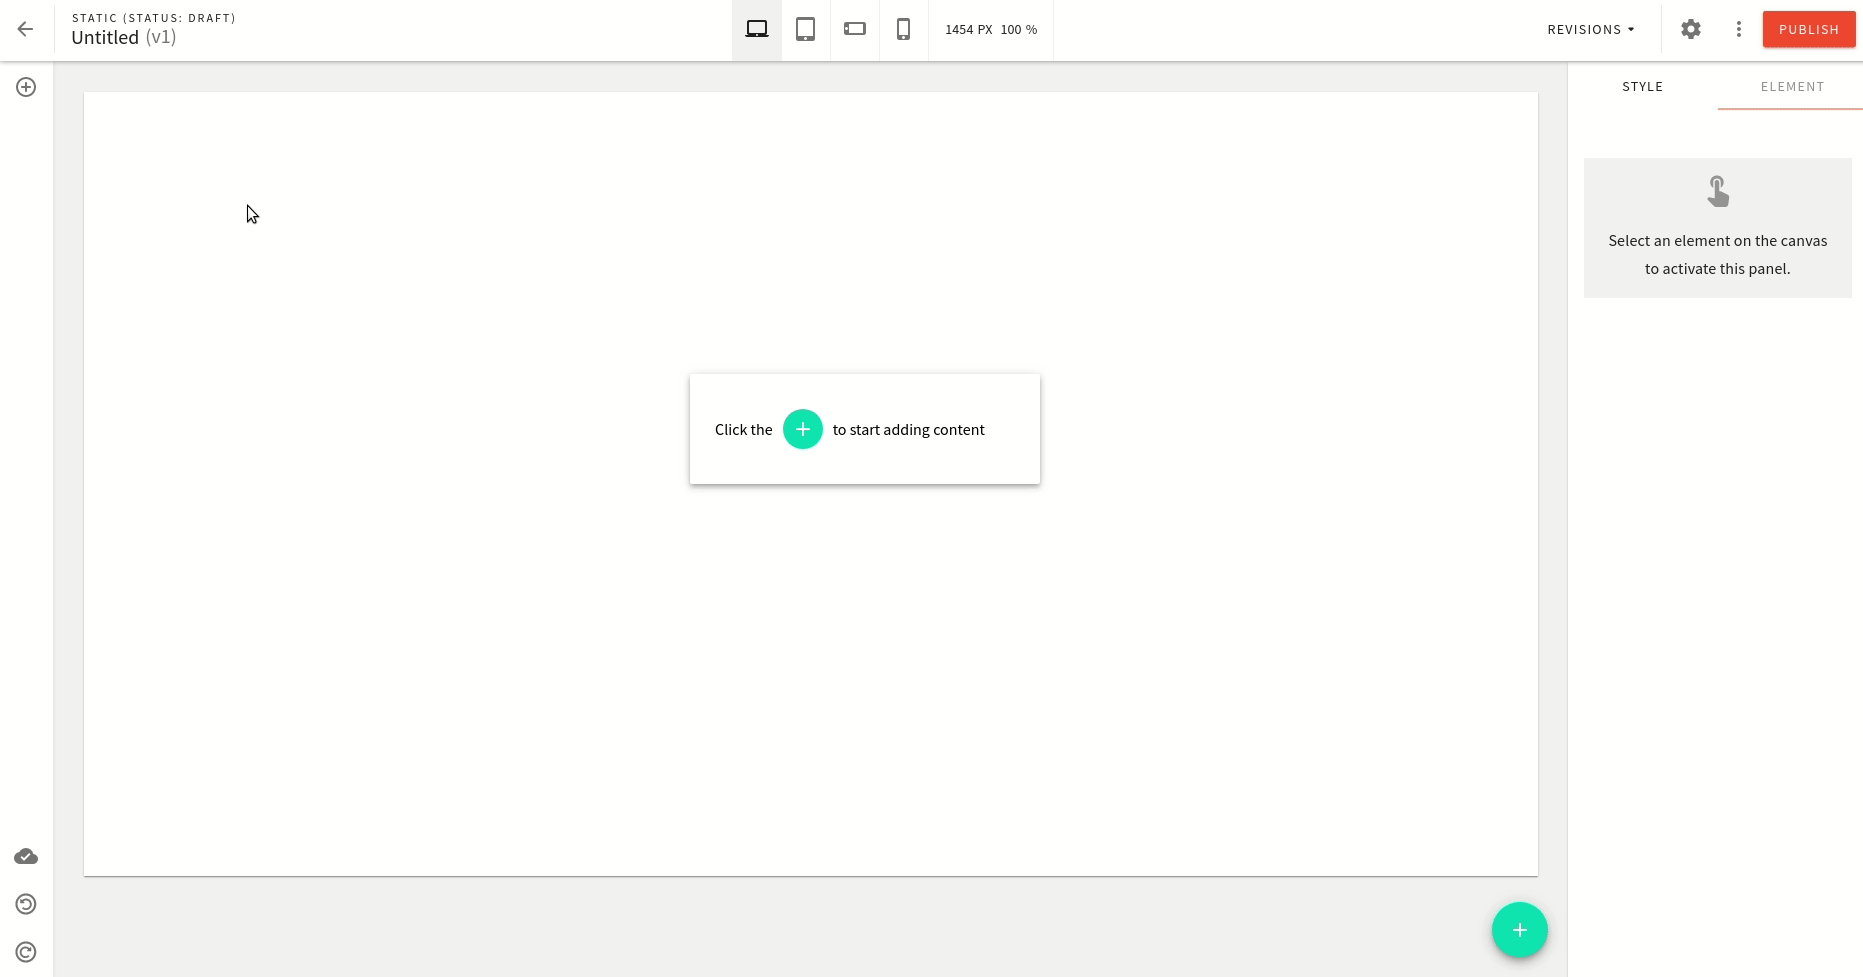 STATIC (STATUS: DRAFT)
Untitled (v1)
1454 PX 100 %
REVISIONS
PUBLISH
STYLE
ELEMENT
Select an element on the canvas
to activate this panel.
Click the + to start adding content